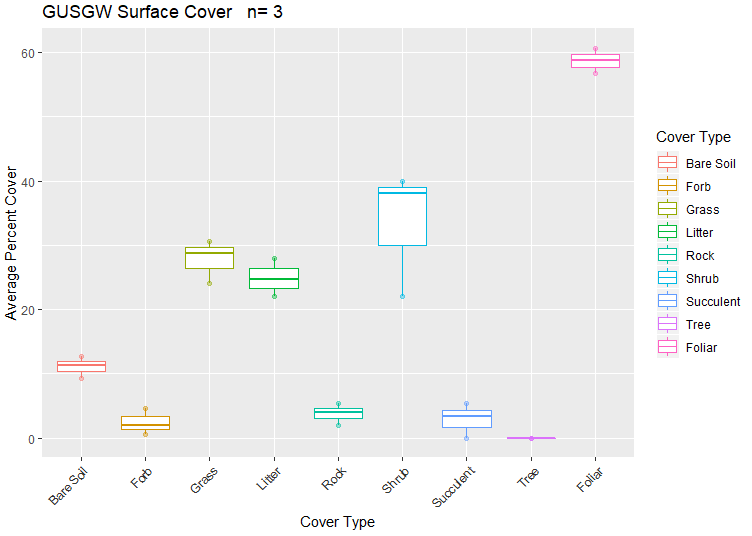 GUSGW Surface Cover   n= 3
Average Percent Cover
60
40
20
0
Bare Soil
Forb
Grass
Litter
Rock
Shrub
Succulent
Tree
Foliar
Cover Type
Cover Type
Bare Soil
Forb
Grass
Litter
Rock
Shrub
Succulent
Tree
Foliar